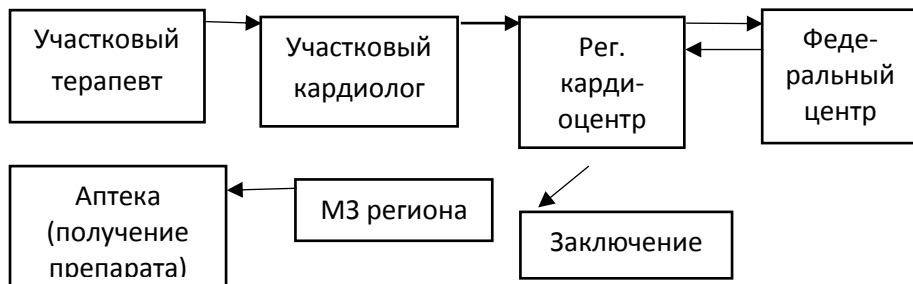 Участковый
терапевт
Участковый
кардиолог
Рег.
карди-
оцентр
Феде-
ральный
центр
Аптека
(получение
препарата)
МЗ региона
Заключение